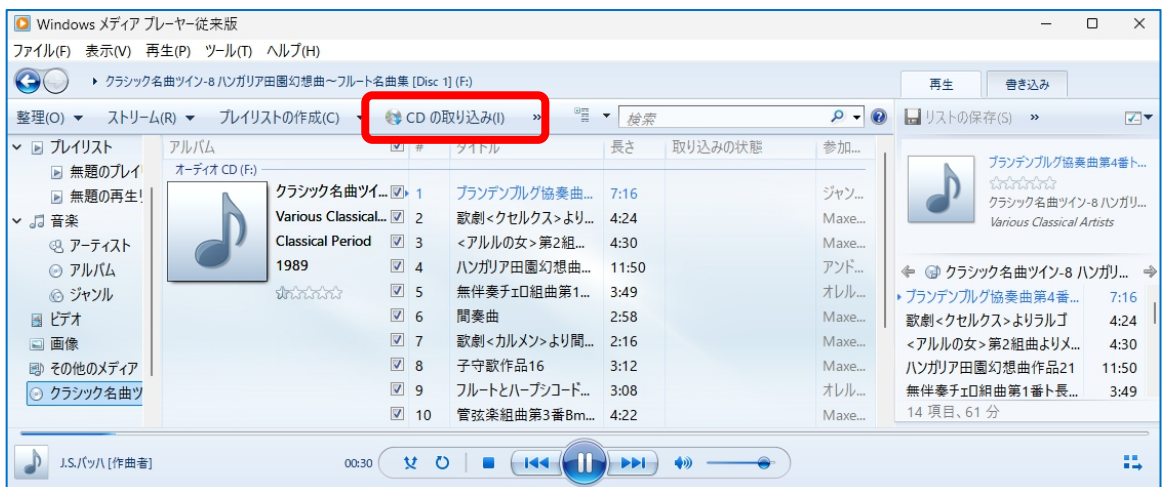 Windows メディア プレーヤー従来版
ファイル(F) 表示(V) 再生(P) ツール(T) ヘルプ(H)
クラシック名曲ツイン-8 ハンガリア田園幻想曲～フルート名曲集 [Disc 1] (F:)
再生 書き込み
整理(O) ストリーム(R) プレイリストの作成(C) CD の取り込み(I) » 検索 リストの保存(S) »
プレイリスト
無題のプレイ
無題の再生
音楽
アーティスト
アルバム
ジャンル
ビデオ
画像
その他のメディア
クラシック名曲ツ
アルバム # タイトル 長さ 取り込みの状態 参加...
オーディオ CD (F:)
クラシック名曲ツイ...
Various Classical...
Classical Period
1989
1 ブランデンブルグ協奏曲... 7:16 ジャン...
2 歌劇<クセルクス>より... 4:24 Maxe...
3 <アルルの女>第2組... 4:30 Maxe...
4 ハンガリア田園幻想曲... 11:50 アンド...
5 無伴奏チェロ組曲第1... 3:49 オレル...
6 間奏曲 2:58 Maxe...
7 歌劇<カルメン>より間... 2:16 Maxe...
8 子守歌作品16 3:12 Maxe...
9 フルートとハープシコード... 3:08 オレル...
10 管弦楽組曲第3番Bm... 4:22 Maxe...
ブランデンブルグ協奏曲第4番ト...
クラシック名曲ツイン-8 ハンガリ...
Various Classical Artists
クラシック名曲ツイン-8 ハンガリ...
ブランデンブルグ協奏曲第4番... 7:16
歌劇<クセルクス>よりラルゴ 4:24
<アルルの女>第2組曲よりメ... 4:30
ハンガリア田園幻想曲作品21 11:50
無伴奏チェロ組曲第1番ト長... 3:49
14 項目、61 分
J.S.バッハ [作曲者] 00:30